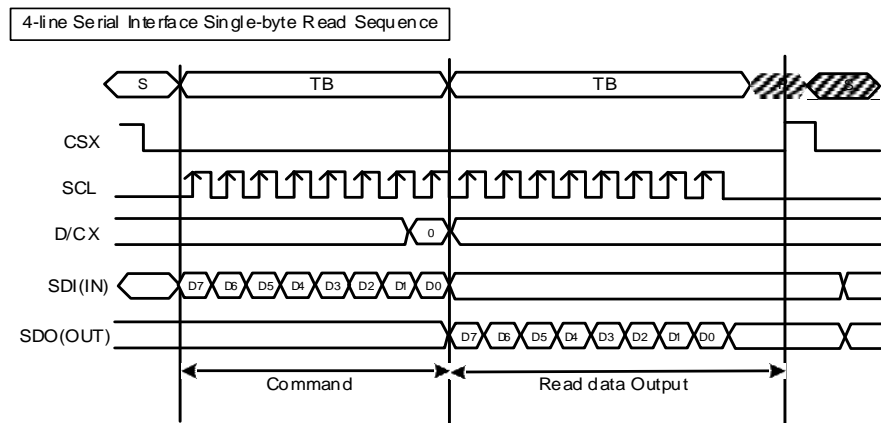 4-line Serial Interface Single-byte Read Sequence
S TB TB P S
CSX
SCL
D/CX 0
SDI(IN) D7 D6 D5 D4 D3 D2 D1 D0
SDO(OUT) D7 D6 D5 D4 D3 D2 D1 D0
Command Read data Output